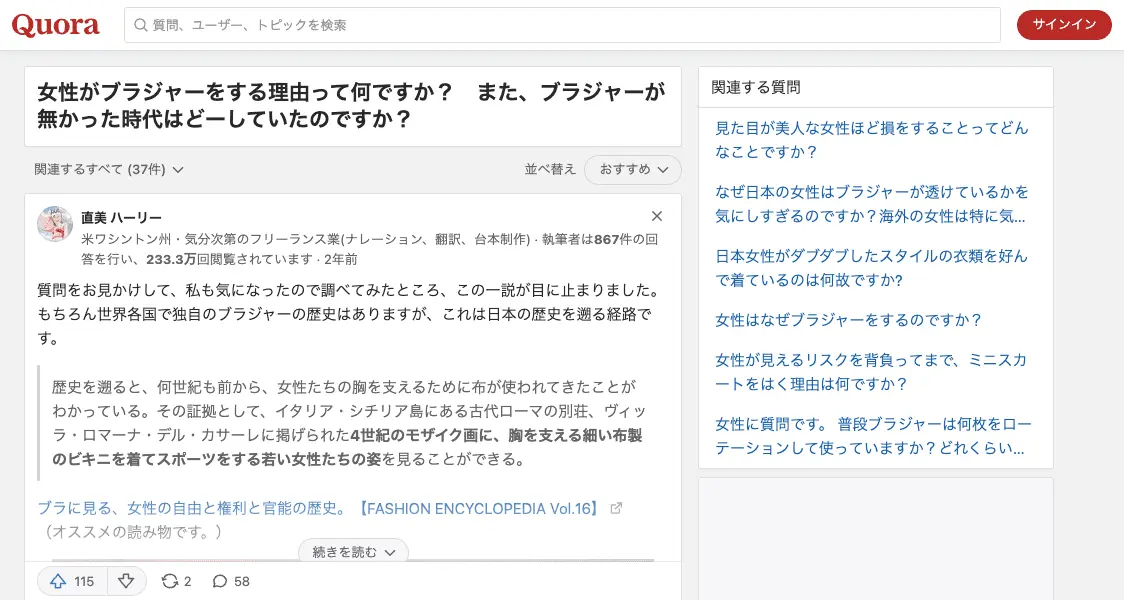 Quora
質問、ユーザー、トピックを検索
サインイン
女性がブラジャーをする理由って何ですか？　また、ブラジャーが
無かった時代はどーしていたのですか？
関連するすべて (37件)
並べ替え
おすすめ
直美 ハーリー
米ワシントン州・気分次第のフリーランス業(ナレーション、翻訳、台本制作) · 執筆者は867件の回
答を行い、233.3万回閲覧されています · 2年前
質問をお見かけして、私も気になったので調べてみたところ、この一説が目に止まりました。
もちろん世界各国で独自のブラジャーの歴史はありますが、これは日本の歴史を遡る経路で
す。
歴史を遡ると、何世紀も前から、女性たちの胸を支えるために布が使われてきたことが
わかっている。その証拠として、イタリア・シチリア島にある古代ローマの別荘、ヴィッ
ラ・ロマーナ・デル・カサーレに掲げられた4世紀のモザイク画に、胸を支える細い布製
のビキニを着てスポーツをする若い女性たちの姿を見ることができる。
ブラに見る、女性の自由と権利と官能の歴史。【FASHION ENCYCLOPEDIA Vol.16】
（オススメの読み物です。）
続きを読む
115
2
58
関連する質問
見た目が美人な女性ほど損をすることってどん
なことですか？
なぜ日本の女性はブラジャーが透けているかを
気にしすぎるのですか？海外の女性は特に気...
日本女性がダブダブしたスタイルの衣類を好ん
で着ているのは何故ですか?
女性はなぜブラジャーをするのですか？
女性が見えるリスクを背負ってまで、ミニスカ
ートをはく理由は何ですか？
女性に質問です。 普段ブラジャーは何枚をロー
テーションして使っていますか？どれくらい...